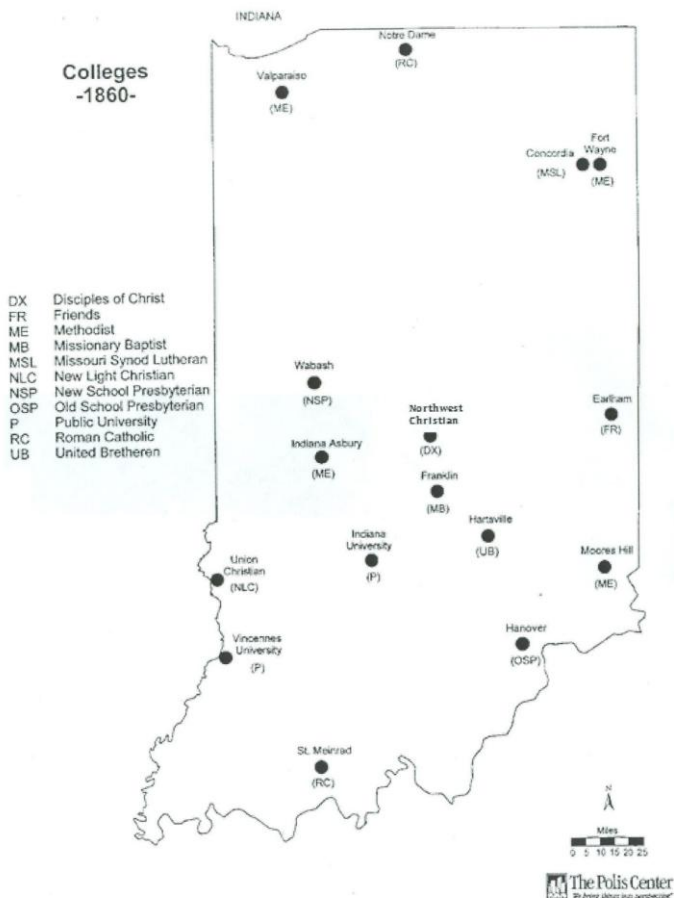 INDIANA
Colleges
-1860-
Notre Dame
(RC)
Valparaiso
(ME)
Concordia
(MSL)
Fort
Wayne
(ME)
DX Disciples of Christ
FR Friends
ME Methodist
MB Missionary Baptist
MSL Missouri Synod Lutheran
NLC New Light Christian
NSP New School Presbyterian
OSP Old School Presbyterian
P Public University
RC Roman Catholic
UB United Bretheren
Wabash
(NSP)
Northwest
Christian
(DX)
Earlham
(FR)
Indiana Asbury
(ME)
Franklin
(MB)
Hartsville
(UB)
Indiana
University
(P)
Moores Hill
(ME)
Union
Christian
(NLC)
Vincennes
University
(P)
Hanover
(OSP)
St. Meinrad
(RC)
N
Miles
0 5 10 15 20 25
The Polis Center